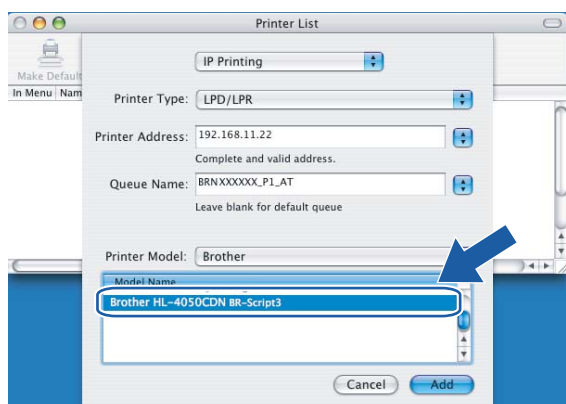 Printer List
IP Printing
Make Default
In Menu Nam
Printer Type: LPD/LPR
Printer Address: 192.168.11.22
Complete and valid address.
Queue Name: BRNXXXXXX_P1_AT
Leave blank for default queue
Printer Model: Brother
Model Name
Brother HL-4050CDN BR-Script3
Cancel Add